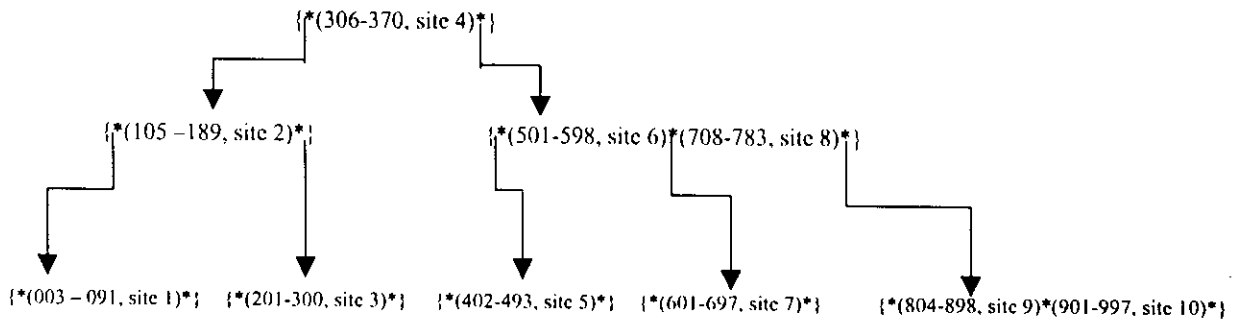 {*(306-370, site 4)*}
{*(105 –189, site 2)*} {*(501-598, site 6)*(708-783, site 8)*}
{*(003 – 091, site 1)*} {*(201-300, site 3)*} {*(402-493, site 5)*} {*(601-697, site 7)*} {*(804-898, site 9)*(901-997, site 10)*}